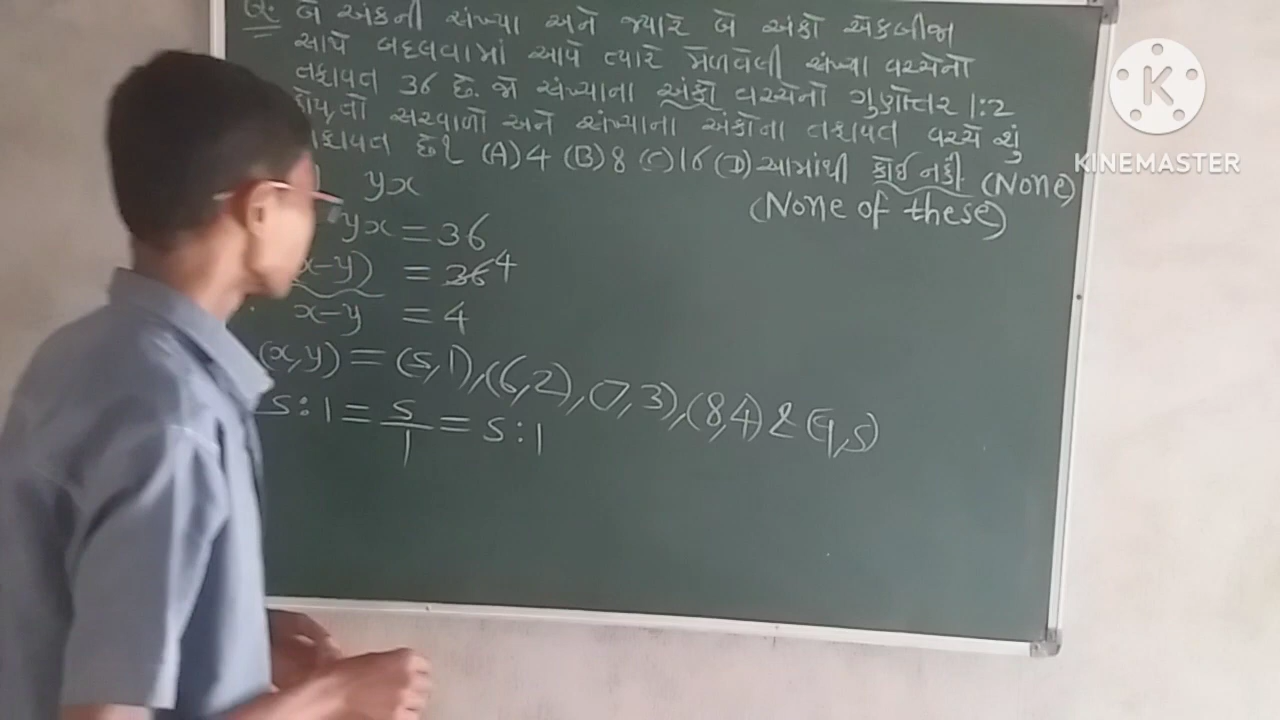 Q: બે અંકની સંખ્યા અને જ્યારે બે અંકો એકબીજા
સાથે બદલવામાં આવે ત્યારે મેળવેલી સંખ્યા વચ્ચેનો
તફાવત 36 છે. જો સંખ્યાના અંકો વચ્ચેનો ગુણોત્તર 1:2
હોય, તો સરવાળો અને સંખ્યાના અંકોના તફાવત વચ્ચે શું
તફાવત છે? (A) 4 (B) 8 (C) 16 (D) આમાંથી કોઈ નહીં. (None)
(None of these)
yx
yx = 36
x-y) = 36 4
x-y = 4
(x,y) = (5,1), (6,2), (7,3), (8,4) & (9,5)
5:1 = 5/1 = 5:1
K
KINEMASTER